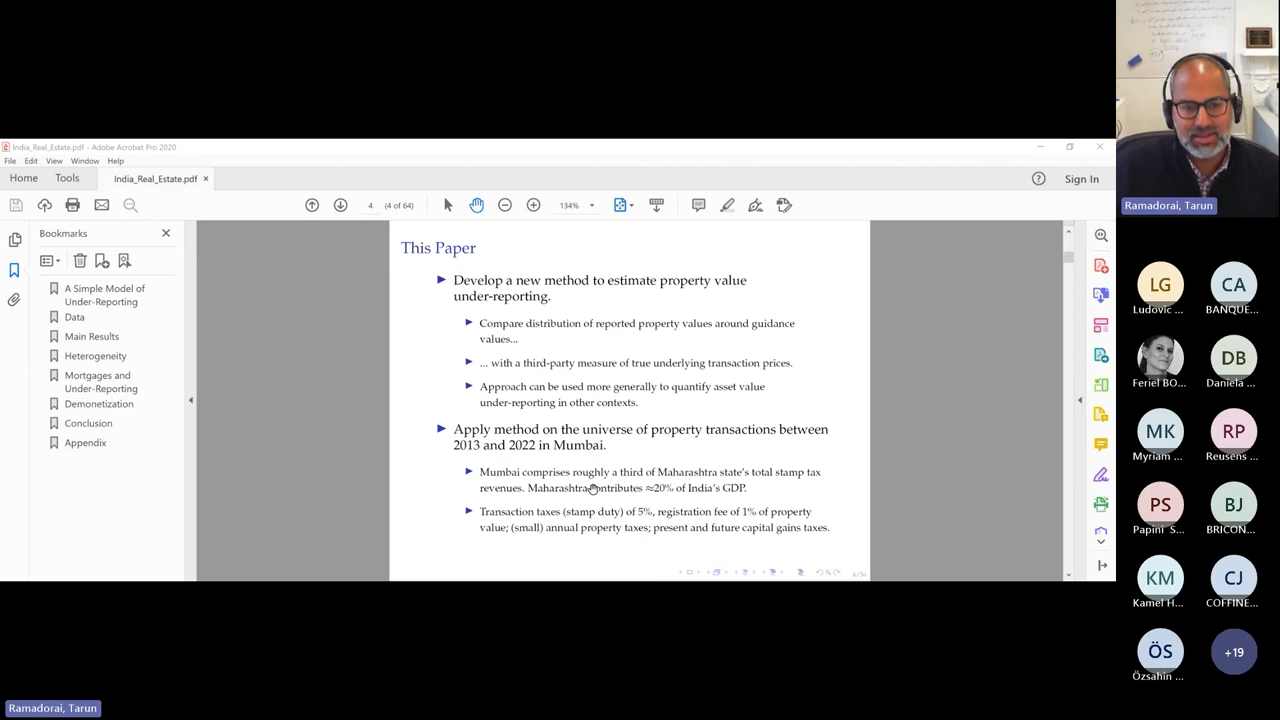 India_Real_Estate.pdf - Adobe Acrobat Pro 2020
File Edit View Window Help
Home Tools India_Real_Estate.pdf ×
Sign In
4 (4 of 64)
134%
Bookmarks
A Simple Model of
Under-Reporting
Data
Main Results
Heterogeneity
Mortgages and
Under-Reporting
Demonetization
Conclusion
Appendix
This Paper
Develop a new method to estimate property value
under-reporting.
Compare distribution of reported property values around guidance
values...
... with a third-party measure of true underlying transaction prices.
Approach can be used more generally to quantify asset value
under-reporting in other contexts.
Apply method on the universe of property transactions between
2013 and 2022 in Mumbai.
Mumbai comprises roughly a third of Maharashtra state's total stamp tax
revenues. Maharashtra contributes ≈20% of India's GDP.
Transaction taxes (stamp duty) of 5%, registration fee of 1% of property
value; (small) annual property taxes; present and future capital gains taxes.
Ramadorai, Tarun
LG CA
Ludovic ... BANQUE...
DB
Feriel BO... Daniela ...
MK RP
Myriam ... Reusens ...
PS BJ
Papini S... BRICON...
KM CJ
Kamel H... COFFINE...
ÖS +19
Özsahin ...
Ramadorai, Tarun